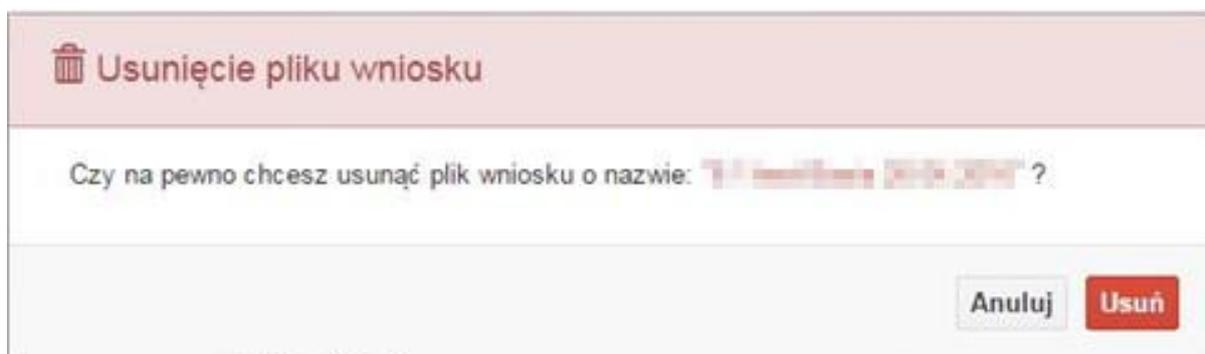 Usunięcie pliku wniosku
Czy na pewno chcesz usunąć plik wniosku o nazwie: " " ?
Anuluj
Usuń